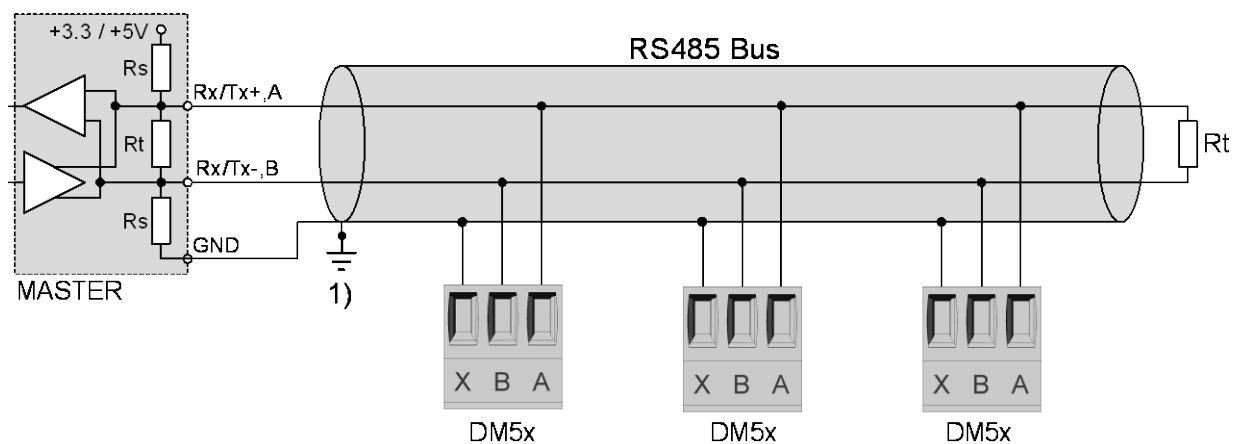 +3.3 / +5V
RS485 Bus
Rs
Rx/Tx+,A
Rt
Rt
Rx/Tx-,B
Rs
GND
MASTER
1)
X B A
X B A
X B A
DM5x
DM5x
DM5x